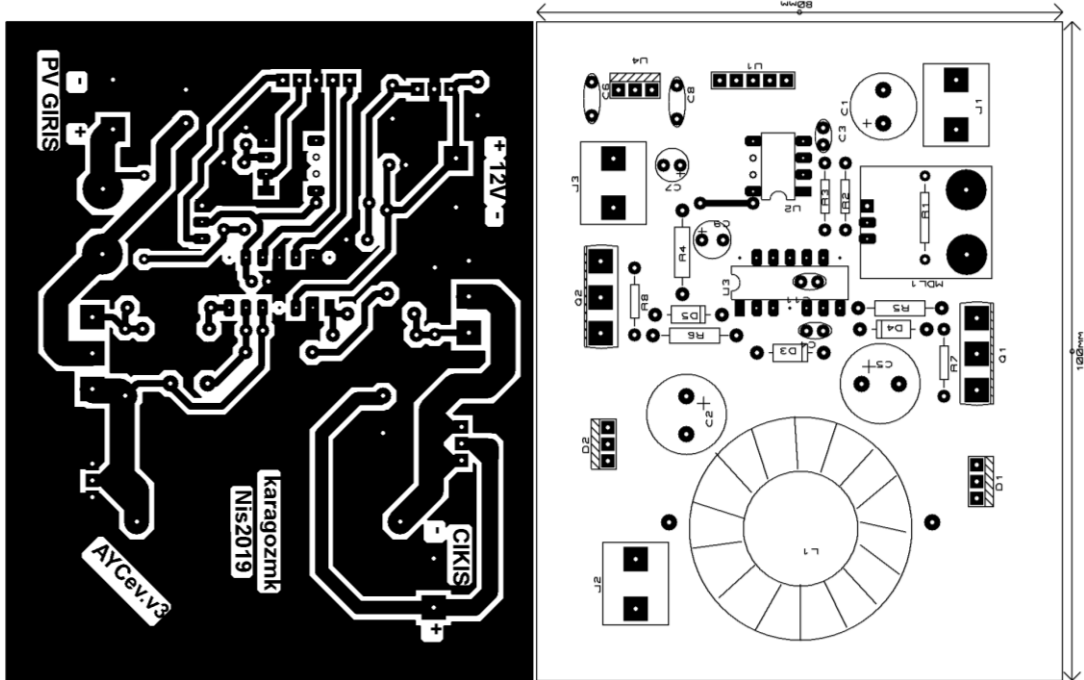 PV GIRIS
-
+
+ 12V -
karagozmk
Nis2019
AYCev.v3
CIKIS
-
+
80mm
100mm
U4
U1
C6
C8
C1
+
C3
J1
J3
C7
+
U2
R3
R2
R1
MDL1
C9
+
R4
U3
C11
Q2
R8
D5
R6
R5
D4
C4
D3
R7
Q1
C5
+
C2
+
D2
D1
L1
J2